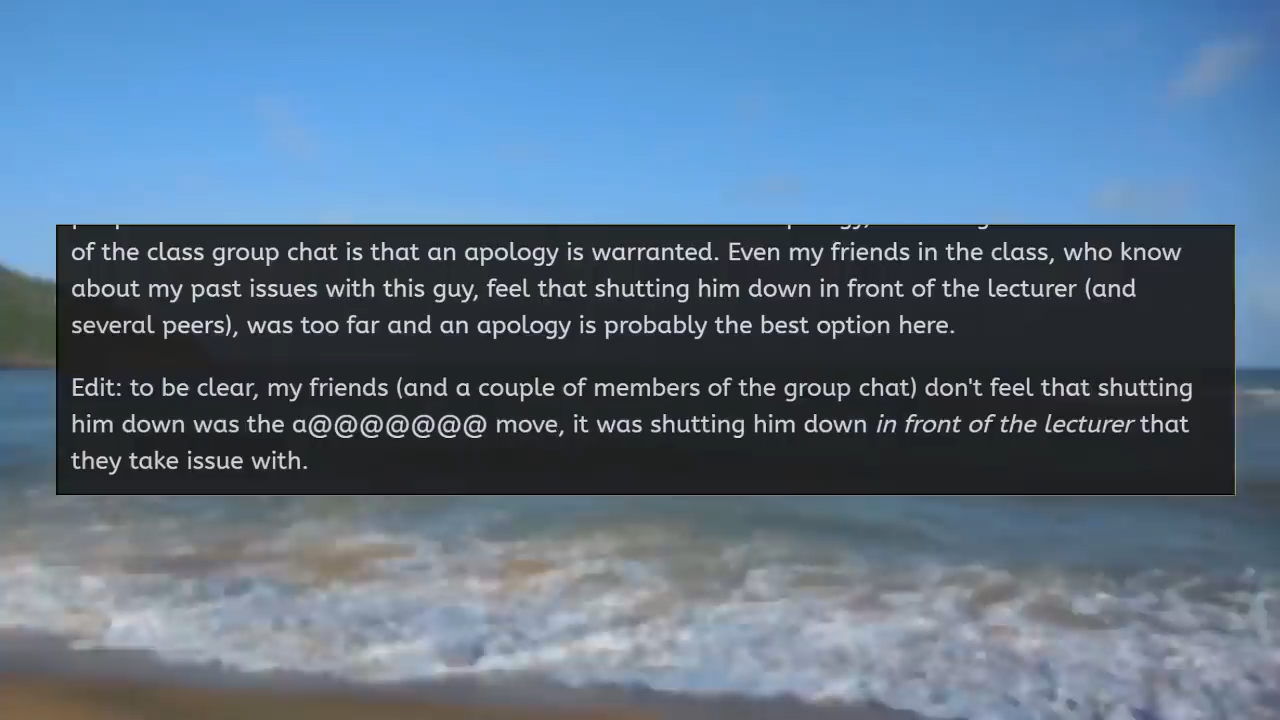 of the class group chat is that an apology is warranted. Even my friends in the class, who know
about my past issues with this guy, feel that shutting him down in front of the lecturer (and
several peers), was too far and an apology is probably the best option here.
Edit: to be clear, my friends (and a couple of members of the group chat) don't feel that shutting
him down was the a@@@@@@@ move, it was shutting him down in front of the lecturer that
they take issue with.